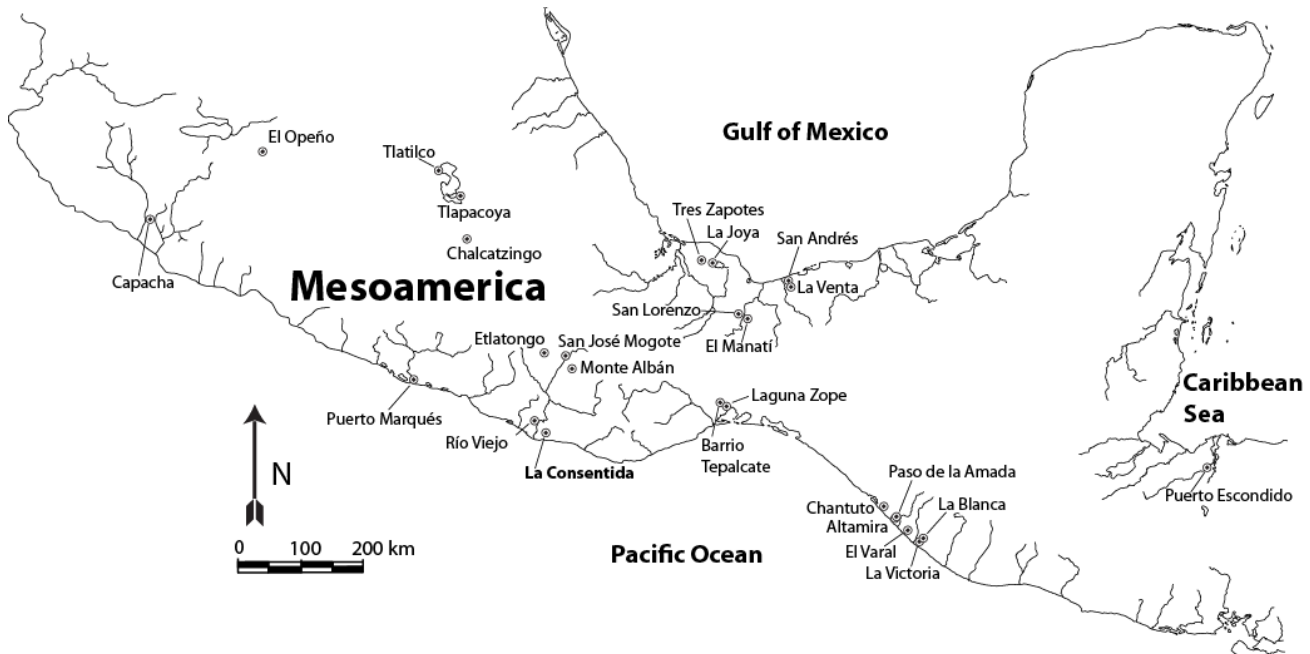 El Opeño
Tlatilco
Tlapacoya
Chalcatzingo
Capacha
Mesoamerica
Gulf of Mexico
Tres Zapotes
La Joya
San Andrés
La Venta
San Lorenzo
El Manatí
Etlatongo
San José Mogote
Monte Albán
Puerto Marqués
Río Viejo
La Consentida
Laguna Zope
Barrio
Tepalcate
Caribbean
Sea
Puerto Escondido
Paso de la Amada
Chantuto
La Blanca
Altamira
El Varal
La Victoria
Pacific Ocean
N
0 100 200 km